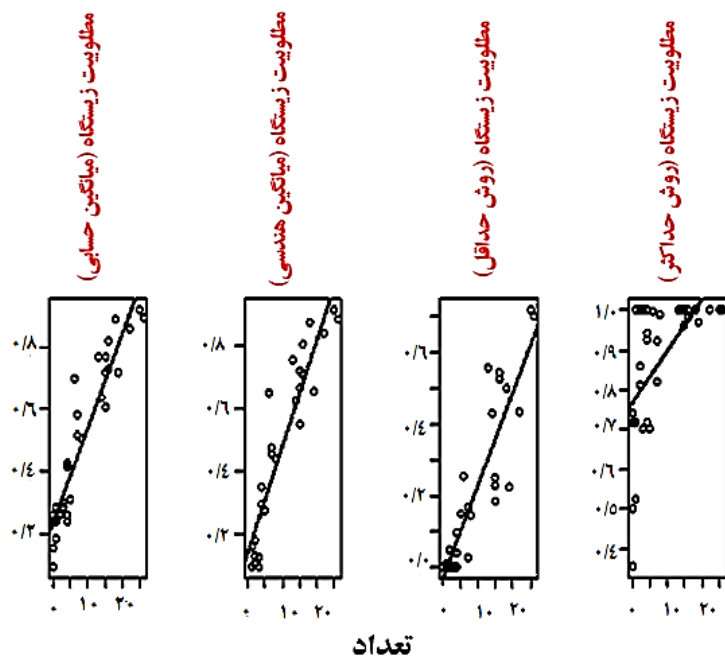 مطلوبیت زیستگاه (میانگین حسابی)
مطلوبیت زیستگاه (میانگین هندسی)
مطلوبیت زیستگاه (روش حداقل)
مطلوبیت زیستگاه (روش حداکثر)
۰/۸
۰/۶
۰/۴
۰/۲
۰ ۱۰ ۲۰
۰/۸
۰/۶
۰/۴
۰/۲
۰ ۱۰ ۲۰
۰/۶
۰/۴
۰/۲
۰/۰
۰ ۱۰ ۲۰
۱/۰
۰/۹
۰/۸
۰/۷
۰/۶
۰/۵
۰/۴
۰ ۱۰ ۲۰
تعداد